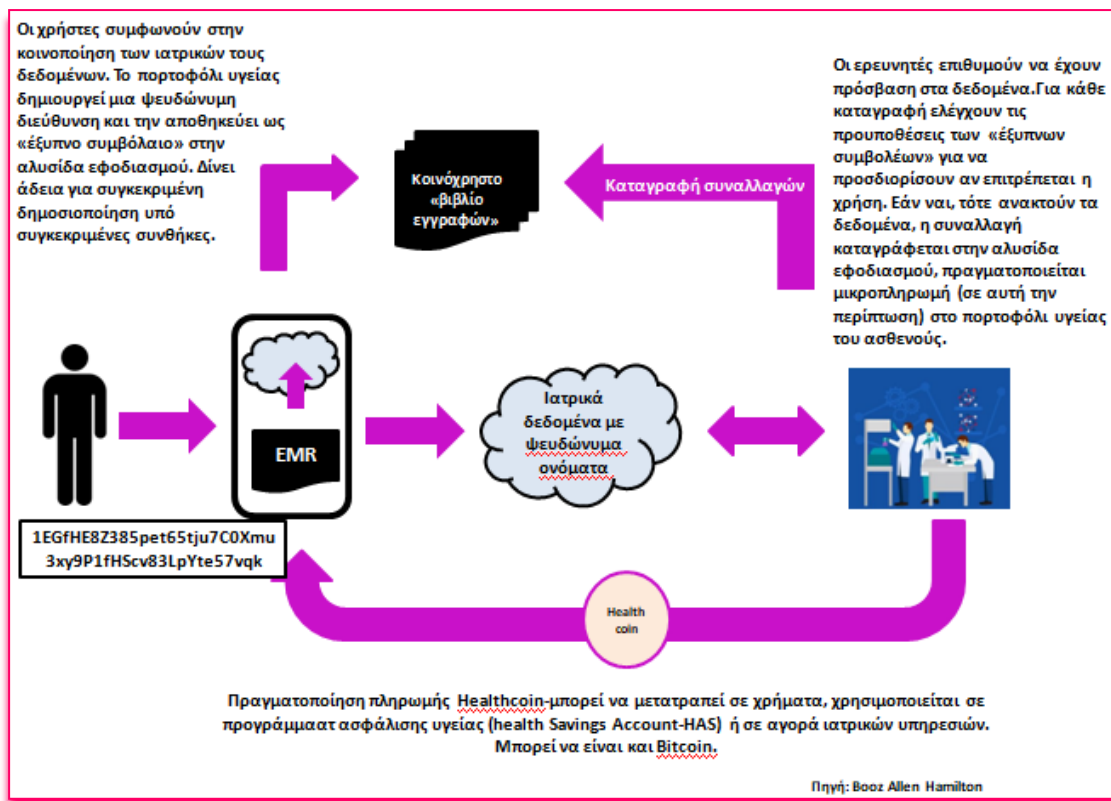 Οι χρήστες συμφωνούν στην
κοινοποίηση των ιατρικών τους
δεδομένων. Το πορτοφόλι υγείας
δημιουργεί μια ψευδώνυμη
διεύθυνση και την αποθηκεύει ως
«έξυπνο συμβόλαιο» στην
αλυσίδα εφοδιασμού. Δίνει
άδεια για συγκεκριμένη
δημοσιοποίηση υπό
συγκεκριμένες συνθήκες.
Κοινόχρηστο
«βιβλίο
εγγραφών»
Καταγραφή συναλλαγών
Οι ερευνητές επιθυμούν να έχουν
πρόσβαση στα δεδομένα.Για κάθε
καταγραφή ελέγχουν τις
προυποθέσεις των «έξυπνων
συμβολέων» για να
προσδιορίσουν αν επιτρέπεται η
χρήση. Εάν ναι, τότε ανακτούν τα
δεδομένα, η συναλλαγή
καταγράφεται στην αλυσίδα
εφοδιασμού, πραγματοποιείται
μικροπληρωμή (σε αυτή την
περίπτωση) στο πορτοφόλι υγείας
του ασθενούς.
EMR
Ιατρικά
δεδομένα με
ψευδώνυμα
ονόματα
1EGfHE8Z385pet65tju7C0Xmu
3xy9P1fHScv83LpYte57vqk
Health
coin
Πραγματοποίηση πληρωμής Healthcoin-μπορεί να μετατραπεί σε χρήματα, χρησιμοποιείται σε
προγράμμαατ ασφάλισης υγείας (health Savings Account-HAS) ή σε αγορά ιατρικών υπηρεσιών.
Μπορεί να είναι και Bitcoin.
Πηγή: Booz Allen Hamilton